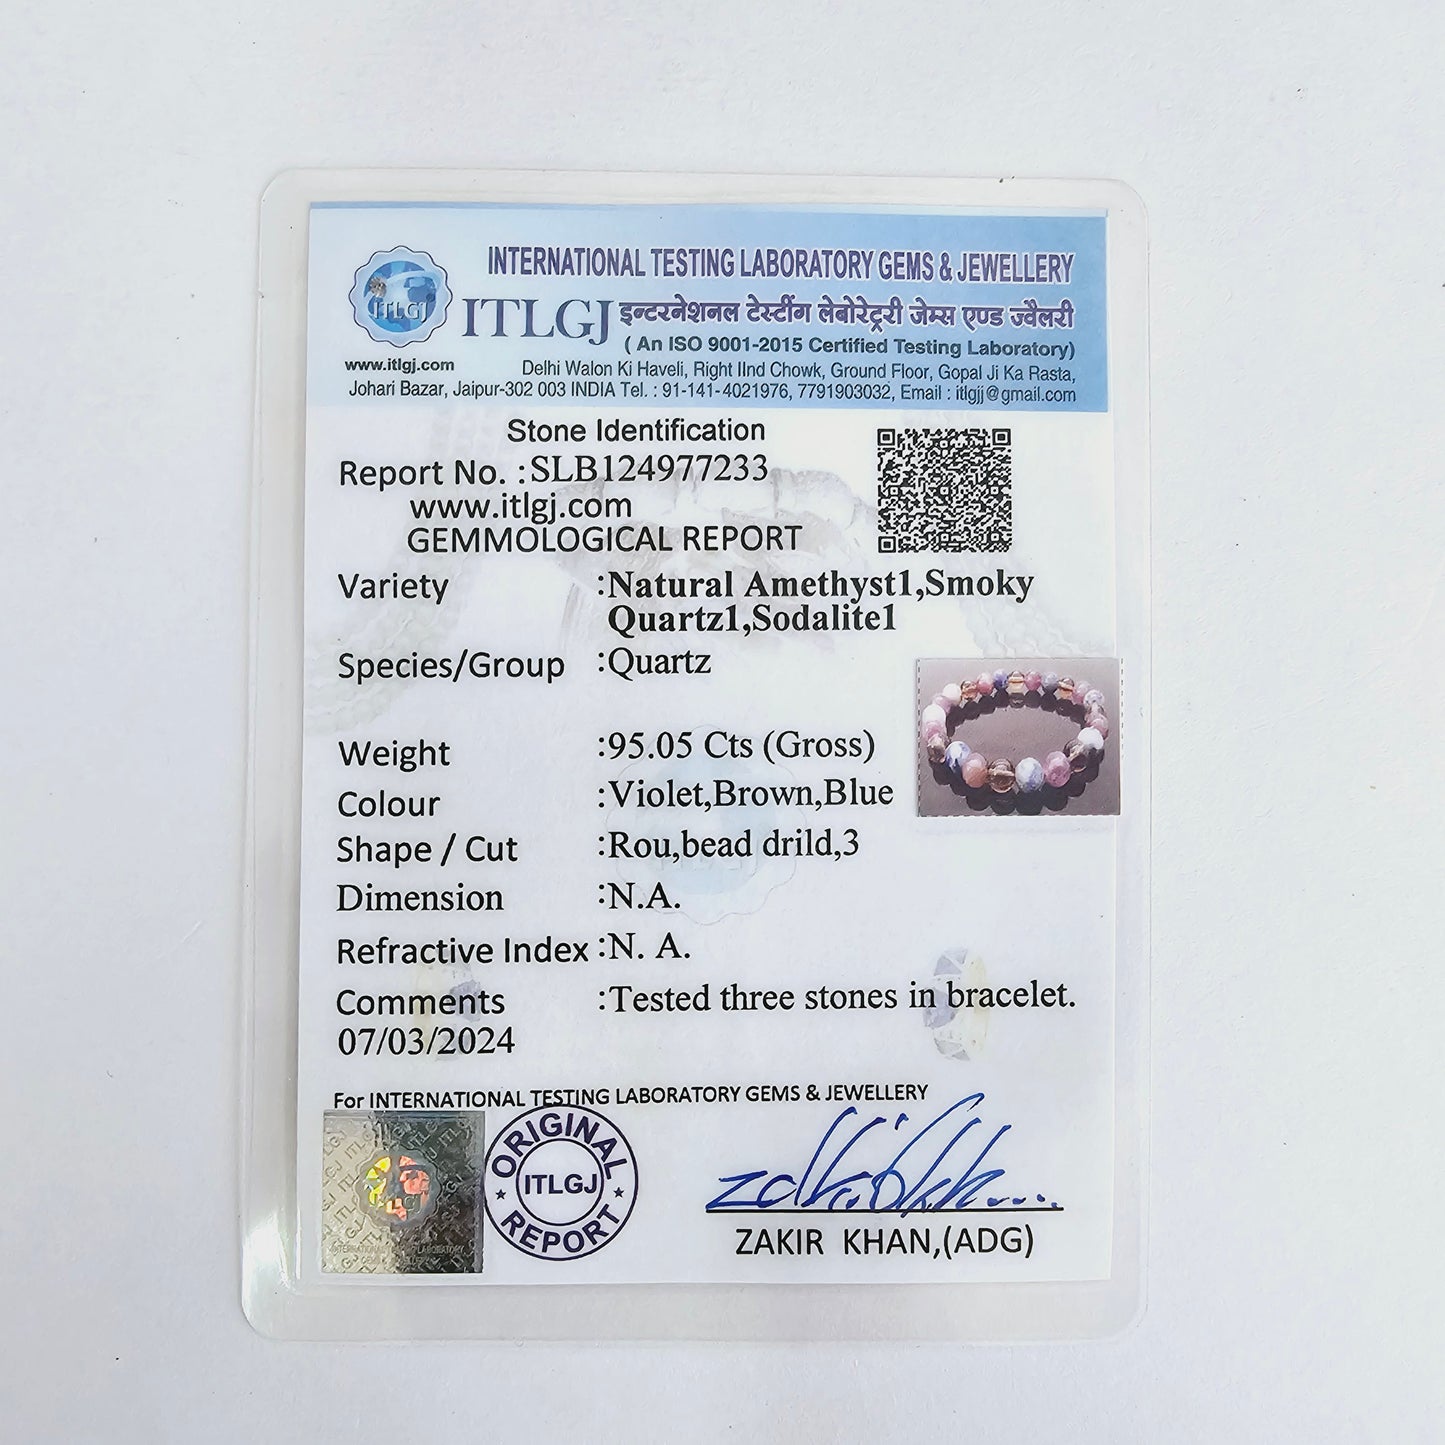 INTERNATIONAL TESTING LABORATORY GEMS & JEWELLERY
ITLGJ
ITLGJ इन्टरनेशनल टेस्टींग लेबोरेट्ररी जेम्स एण्ड ज्वैलरी
( An ISO 9001-2015 Certified Testing Laboratory)
www.itlgj.com Delhi Walon Ki Haveli, Right IInd Chowk, Ground Floor, Gopal Ji Ka Rasta,
Johari Bazar, Jaipur-302 003 INDIA Tel. : 91-141-4021976, 7791903032, Email : itlgjj@gmail.com
Stone Identification
Report No. :SLB124977233
www.itlgj.com
GEMMOLOGICAL REPORT
Variety :Natural Amethyst1,Smoky
Quartz1,Sodalite1
Species/Group :Quartz
Weight :95.05 Cts (Gross)
Colour :Violet,Brown,Blue
Shape / Cut :Rou,bead drild,3
Dimension :N.A.
Refractive Index :N. A.
Comments :Tested three stones in bracelet.
07/03/2024
For INTERNATIONAL TESTING LABORATORY GEMS & JEWELLERY
ORIGINAL
ITLGJ
REPORT
ZAKIR KHAN,(ADG)